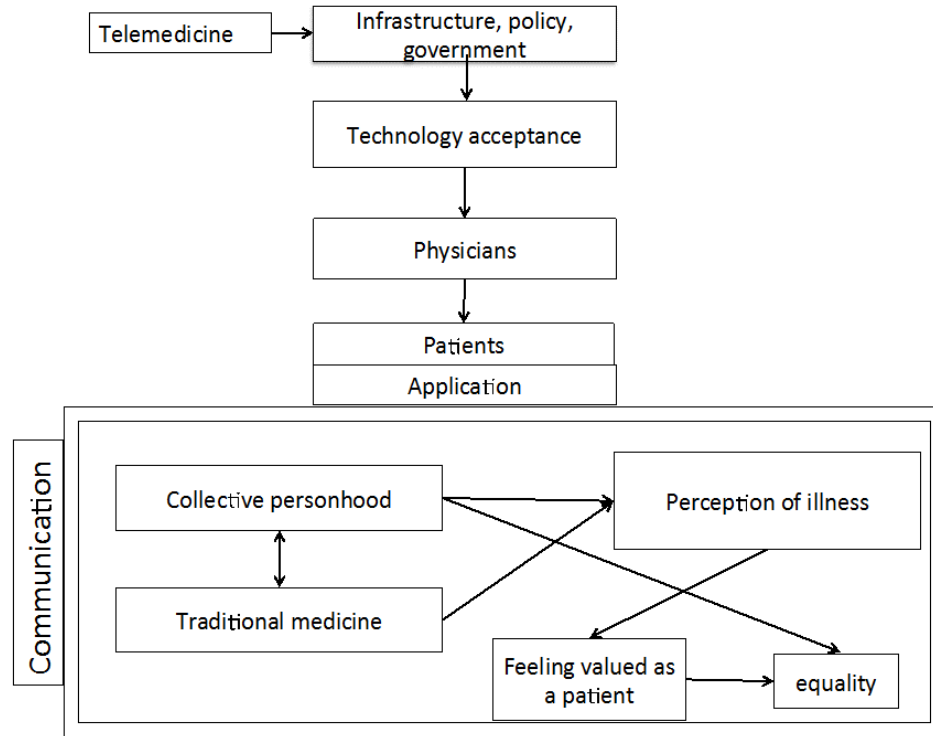 Telemedicine
Infrastructure, policy,
government
Technology acceptance
Physicians
Patients
Application
Communication
Collective personhood
Perception of illness
Traditional medicine
Feeling valued as
a patient
equality